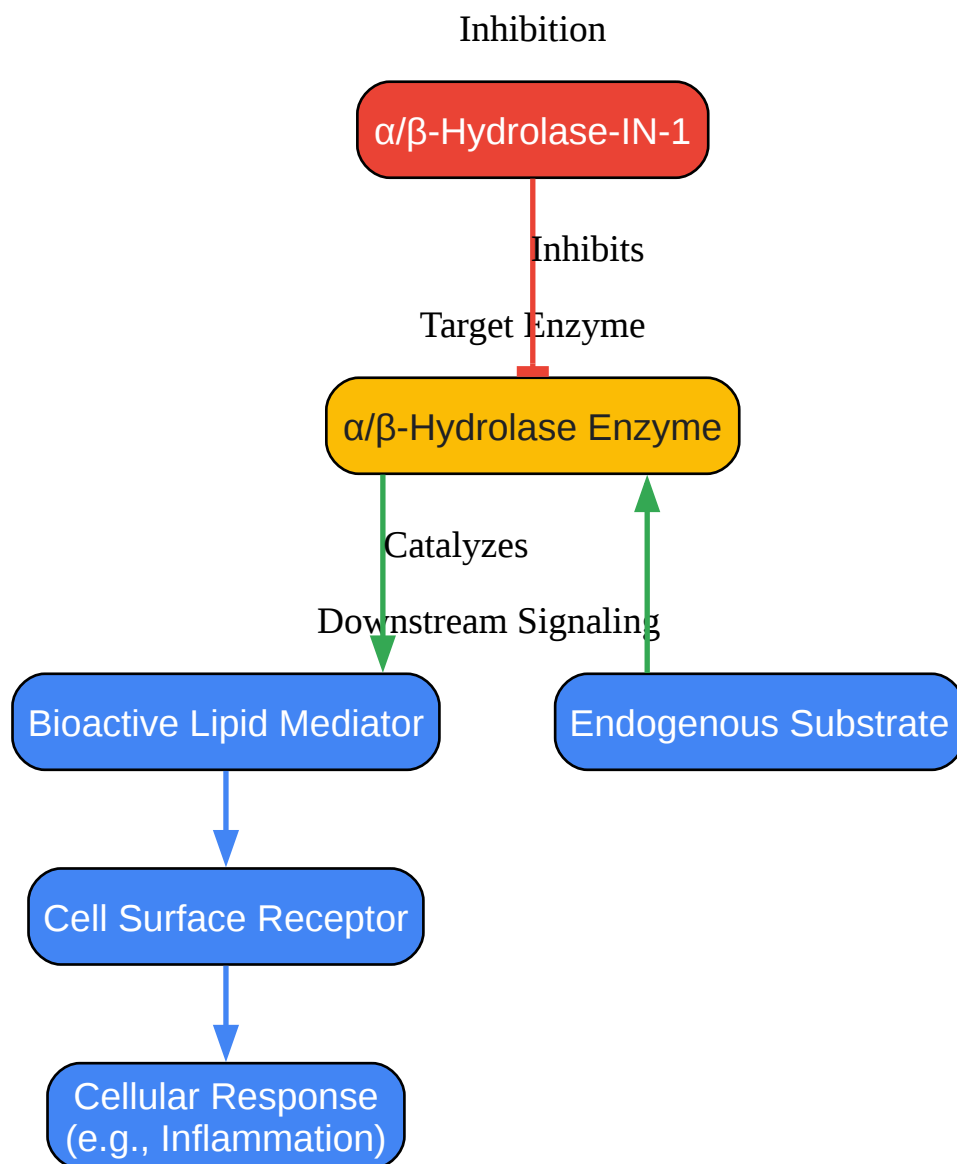 Inhibition
α/β-Hydrolase-IN-1
Inhibits
Target Enzyme
α/β-Hydrolase Enzyme
Catalyzes
Downstream Signaling
Bioactive Lipid Mediator
Endogenous Substrate
Cell Surface Receptor
Cellular Response
(e.g., Inflammation)